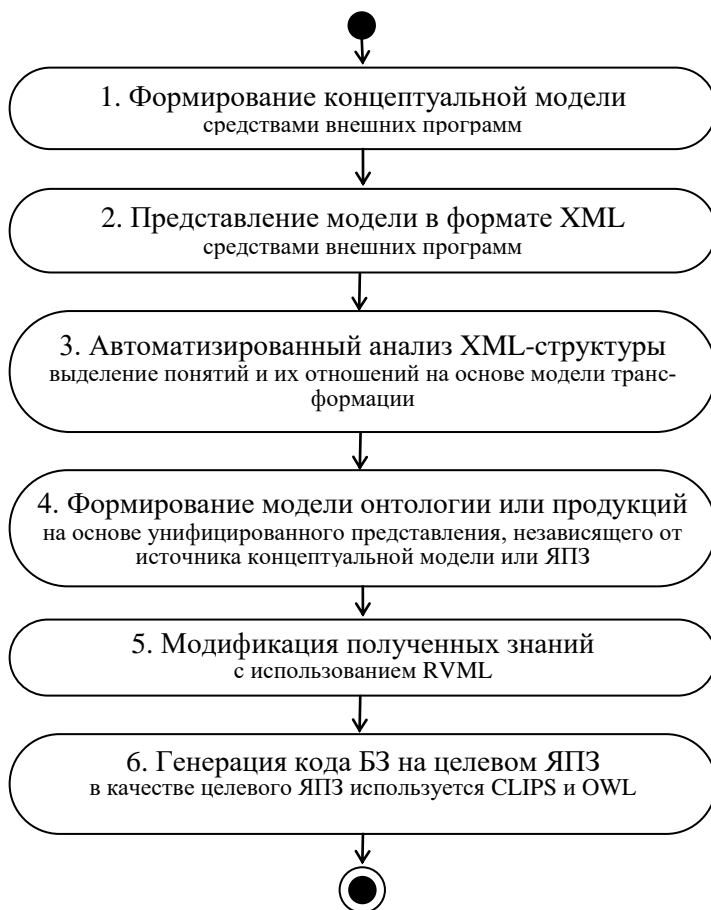 1. Формирование концептуальной модели
средствами внешних программ
2. Представление модели в формате XML
средствами внешних программ
3. Автоматизированный анализ XML-структуры
выделение понятий и их отношений на основе модели транс-
формации
4. Формирование модели онтологии или продукций
на основе унифицированного представления, независящего от
источника концептуальной модели или ЯПЗ
5. Модификация полученных знаний
с использованием RVML
6. Генерация кода БЗ на целевом ЯПЗ
в качестве целевого ЯПЗ используется CLIPS и OWL